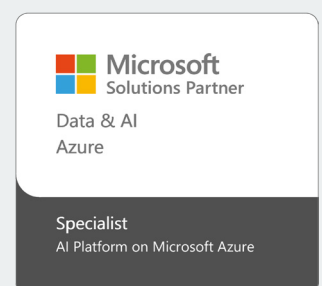 Microsoft
Solutions Partner
Data & AI
Azure
Specialist
AI Platform on Microsoft Azure